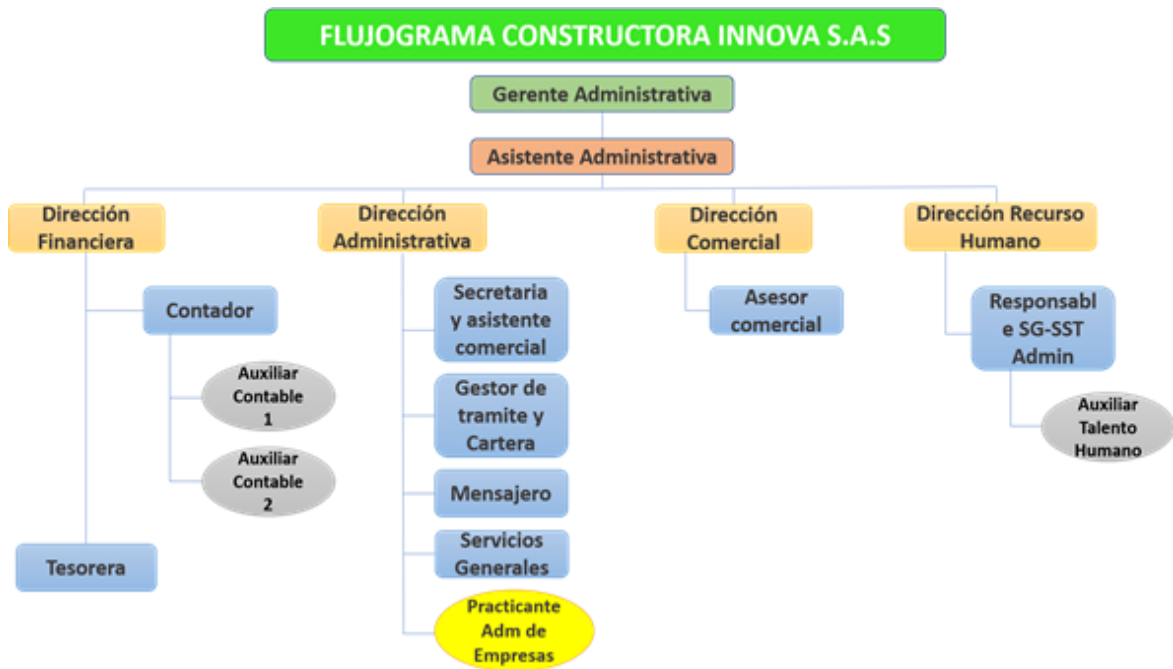 FLUJOGRAMA CONSTRUCTORA INNOVA S.A.S
Gerente Administrativa
Asistente Administrativa
Dirección
Financiera
Contador
Auxiliar
Contable
1
Auxiliar
Contable
2
Tesorera
Dirección
Administrativa
Secretaria
y asistente
comercial
Gestor de
tramite y
Cartera
Mensajero
Servicios
Generales
Practicante
Adm de
Empresas
Dirección
Comercial
Asesor
comercial
Dirección Recurso
Humano
Responsabl
e SG-SST
Admin
Auxiliar
Talento
Humano